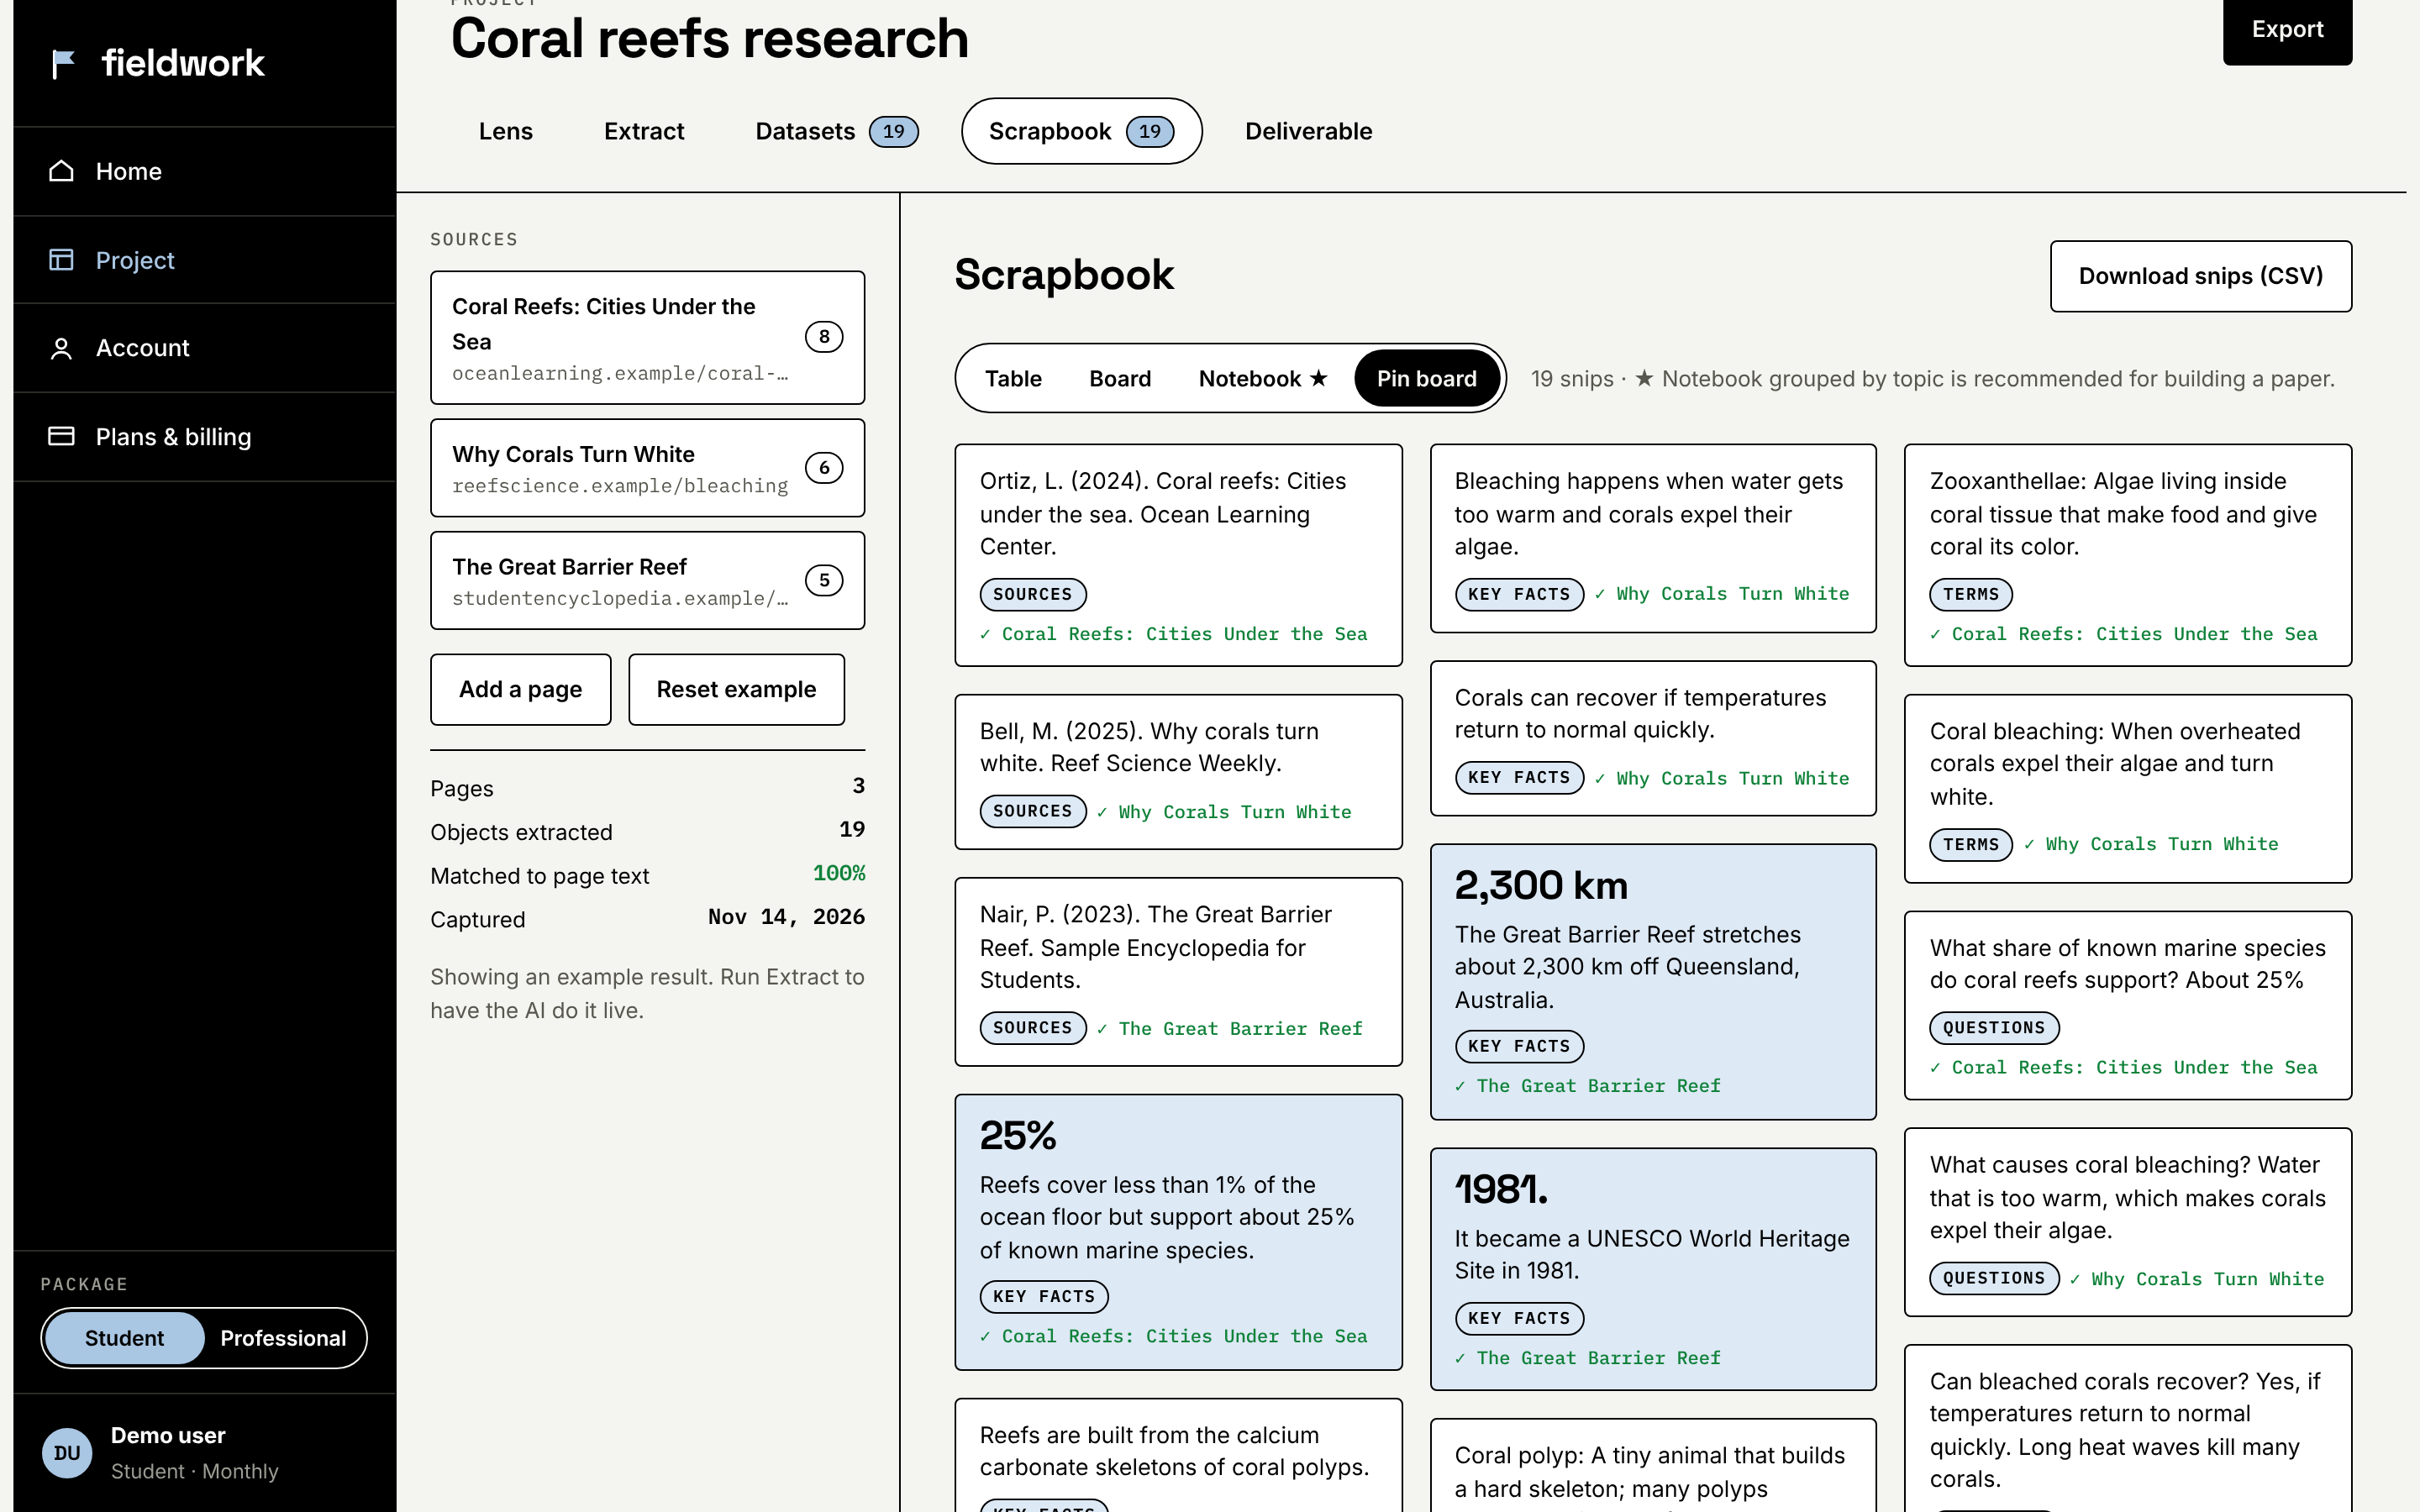 fieldwork
Home
Project
Account
Plans & billing
PACKAGE
Student
Professional
DU
Demo user
Student · Monthly
PROJECT
Coral reefs research
Export
Lens
Extract
Datasets 19
Scrapbook 19
Deliverable
SOURCES
Coral Reefs: Cities Under the
Sea
oceanlearning.example/coral-…
8
Why Corals Turn White
reefscience.example/bleaching
6
The Great Barrier Reef
studentencyclopedia.example/…
5
Add a page
Reset example
Pages 3
Objects extracted 19
Matched to page text 100%
Captured Nov 14, 2026
Showing an example result. Run Extract to
have the AI do it live.
Scrapbook
Download snips (CSV)
Table
Board
Notebook ★
Pin board
19 snips · ★ Notebook grouped by topic is recommended for building a paper.
Ortiz, L. (2024). Coral reefs: Cities
under the sea. Ocean Learning
Center.
SOURCES
✓ Coral Reefs: Cities Under the Sea
Bell, M. (2025). Why corals turn
white. Reef Science Weekly.
SOURCES ✓ Why Corals Turn White
Nair, P. (2023). The Great Barrier
Reef. Sample Encyclopedia for
Students.
SOURCES ✓ The Great Barrier Reef
25%
Reefs cover less than 1% of the
ocean floor but support about 25%
of known marine species.
KEY FACTS
✓ Coral Reefs: Cities Under the Sea
Reefs are built from the calcium
carbonate skeletons of coral polyps.
KEY FACTS
Bleaching happens when water gets
too warm and corals expel their
algae.
KEY FACTS ✓ Why Corals Turn White
Corals can recover if temperatures
return to normal quickly.
KEY FACTS ✓ Why Corals Turn White
2,300 km
The Great Barrier Reef stretches
about 2,300 km off Queensland,
Australia.
KEY FACTS
✓ The Great Barrier Reef
1981.
It became a UNESCO World Heritage
Site in 1981.
KEY FACTS
✓ The Great Barrier Reef
Coral polyp: A tiny animal that builds
a hard skeleton; many polyps
Zooxanthellae: Algae living inside
coral tissue that make food and give
coral its color.
TERMS
✓ Coral Reefs: Cities Under the Sea
Coral bleaching: When overheated
corals expel their algae and turn
white.
TERMS ✓ Why Corals Turn White
What share of known marine species
do coral reefs support? About 25%
QUESTIONS
✓ Coral Reefs: Cities Under the Sea
What causes coral bleaching? Water
that is too warm, which makes corals
expel their algae.
QUESTIONS ✓ Why Corals Turn White
Can bleached corals recover? Yes, if
temperatures return to normal
quickly. Long heat waves kill many
corals.